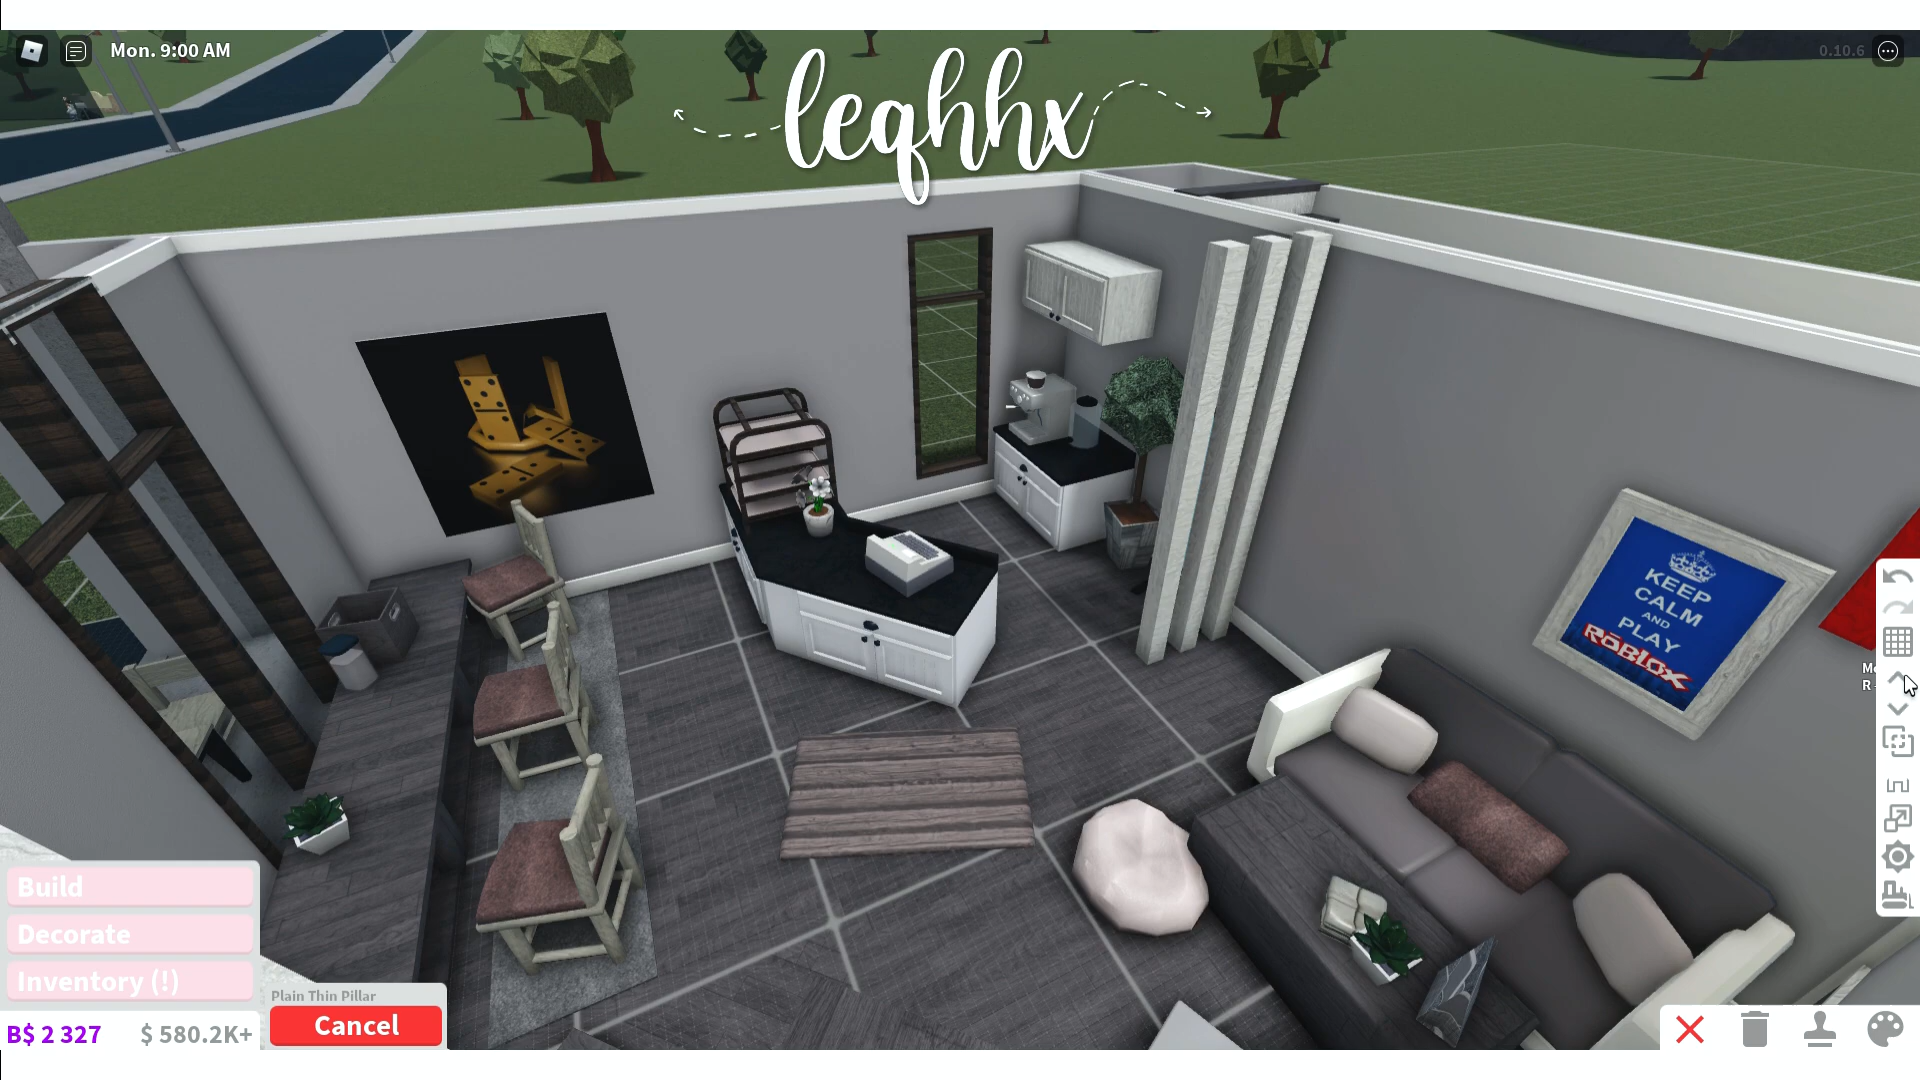 Mon. 9:00 AM
leqhhx
0.10.6
KEEP
CALM
AND
PLAY
ROBLOX
Build
Decorate
Inventory (!)
Plain Thin Pillar
Cancel
B$ 2 327
$ 580.2K+